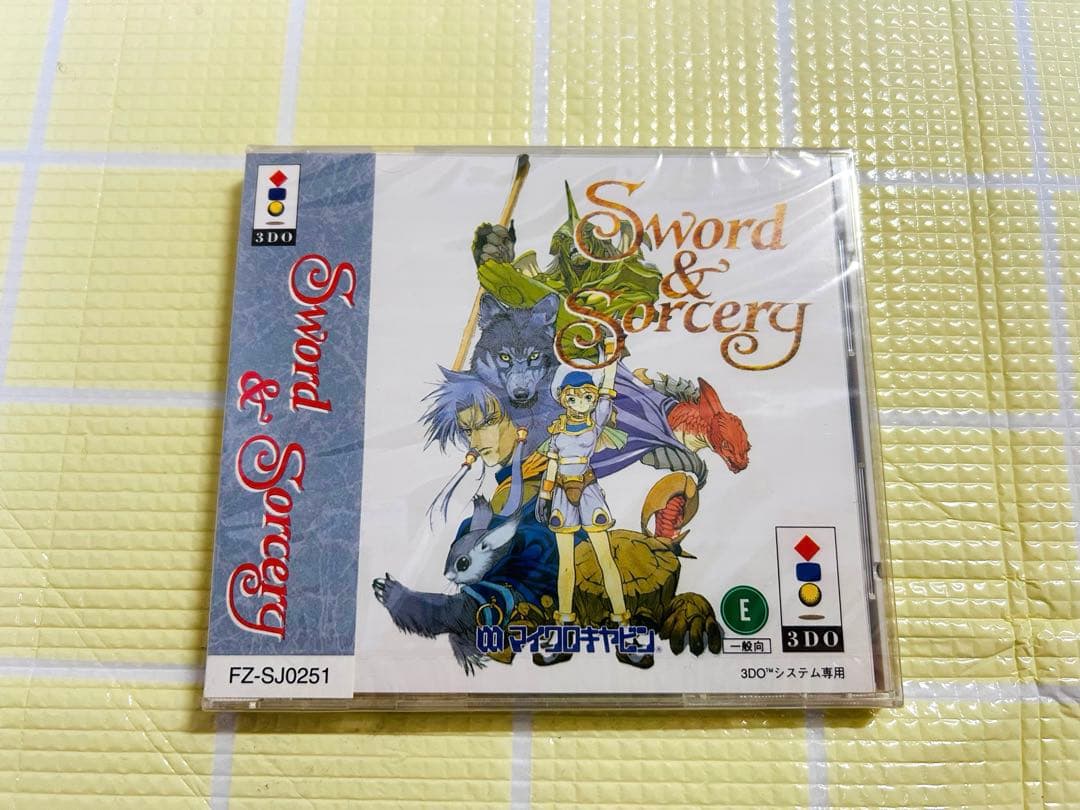 3DO
Sword & Sorcery
FZ-SJ0251
Sword
&
Sorcery
マイクロキャビン®
E
一般向
3DO
3DO™システム専用